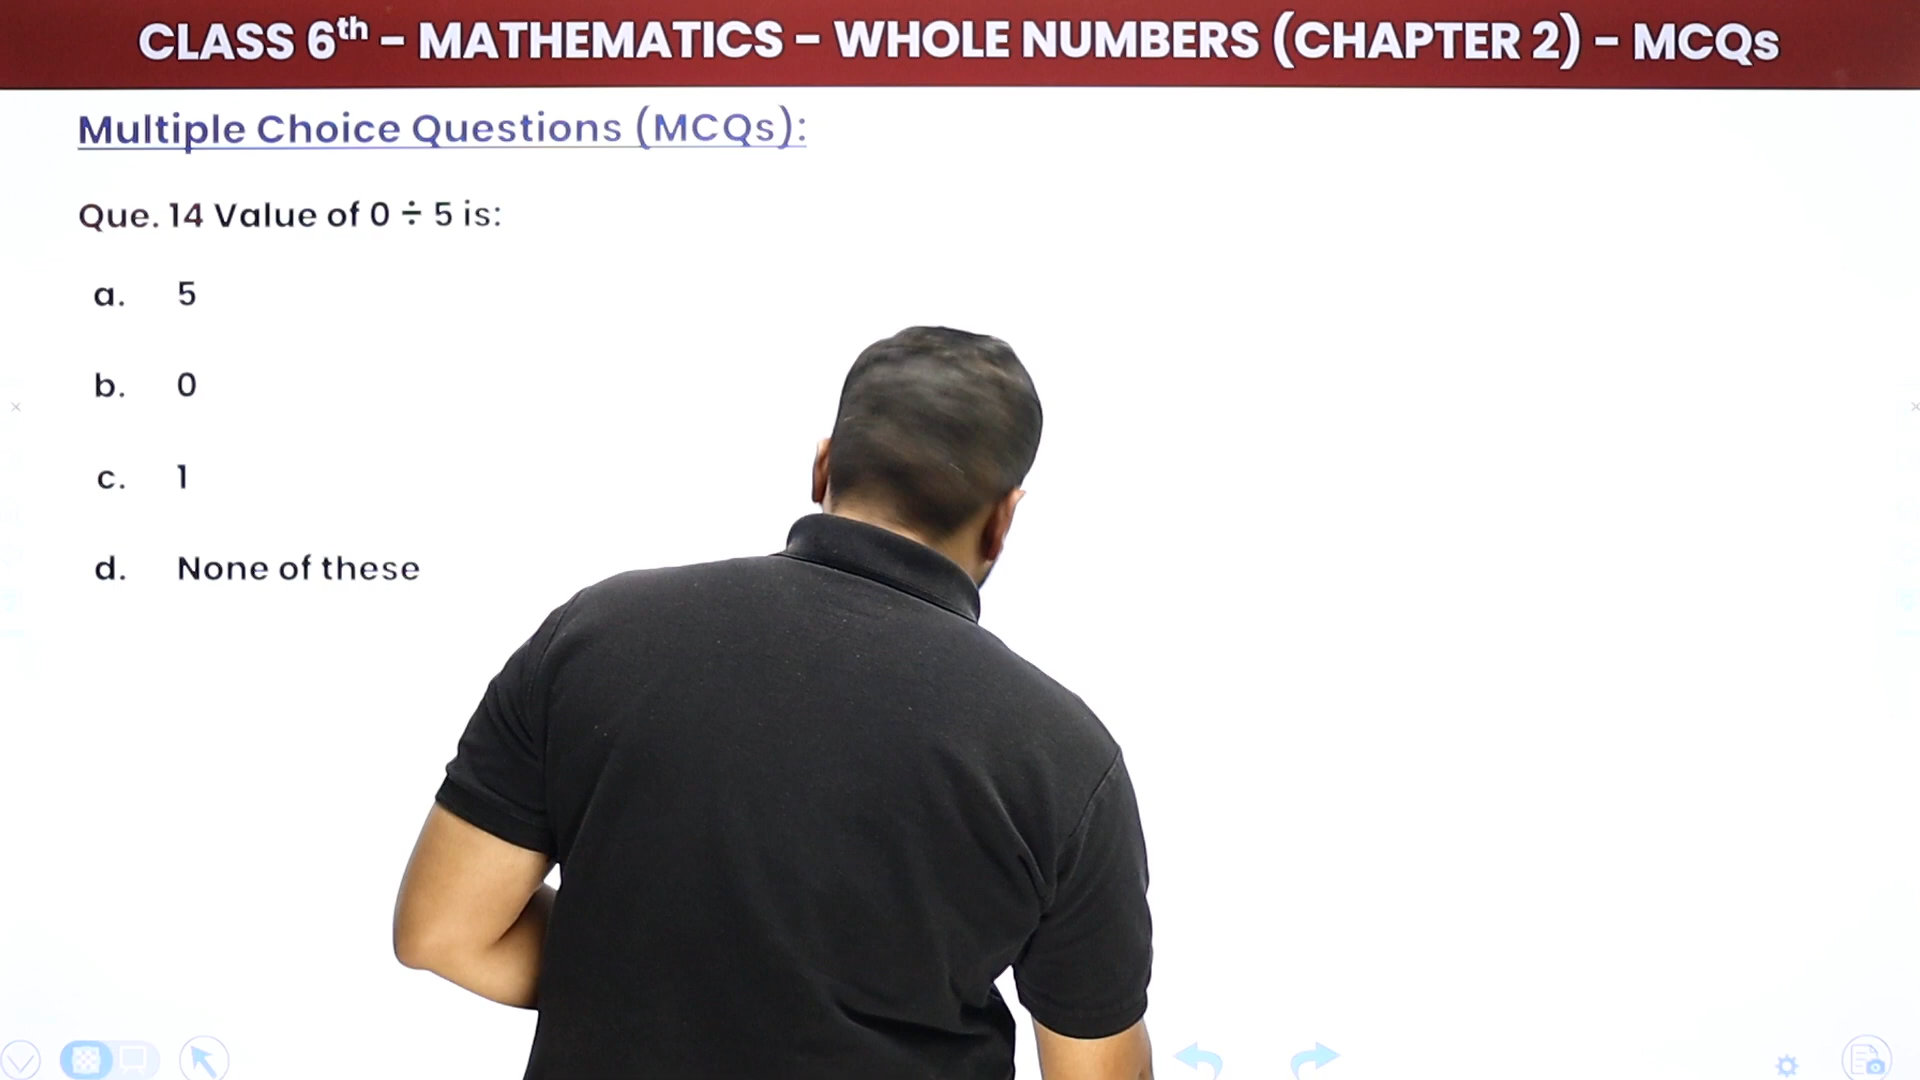 CLASS 6th - MATHEMATICS - WHOLE NUMBERS (CHAPTER 2) - MCQs
Multiple Choice Questions (MCQs):
Que. 14 Value of 0 ÷ 5 is:
a. 5
b. 0
c. 1
d. None of these